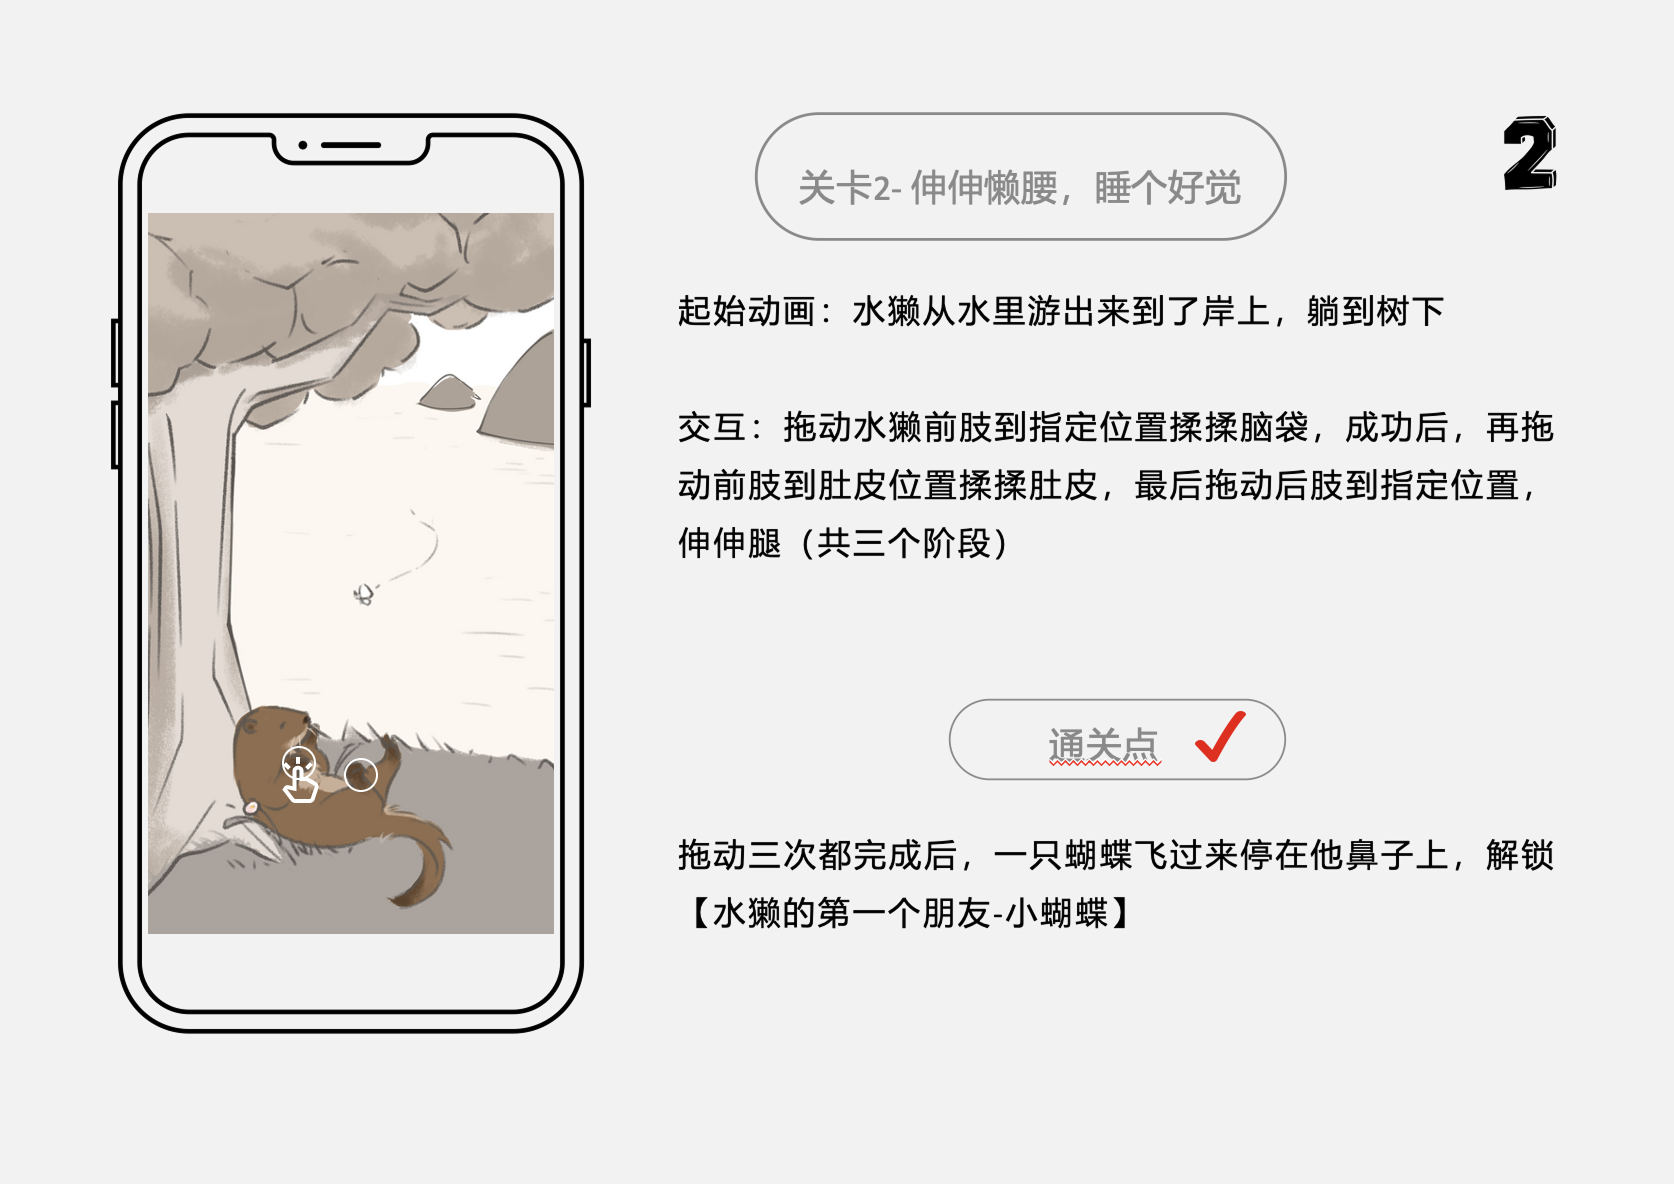 关卡2- 伸伸懒腰，睡个好觉
2
起始动画：水獭从水里游出来到了岸上，躺到树下
交互：拖动水獭前肢到指定位置揉揉脑袋，成功后，再拖
动前肢到肚皮位置揉揉肚皮，最后拖动后肢到指定位置，
伸伸腿（共三个阶段）
通关点
拖动三次都完成后，一只蝴蝶飞过来停在他鼻子上，解锁
【水獭的第一个朋友-小蝴蝶】